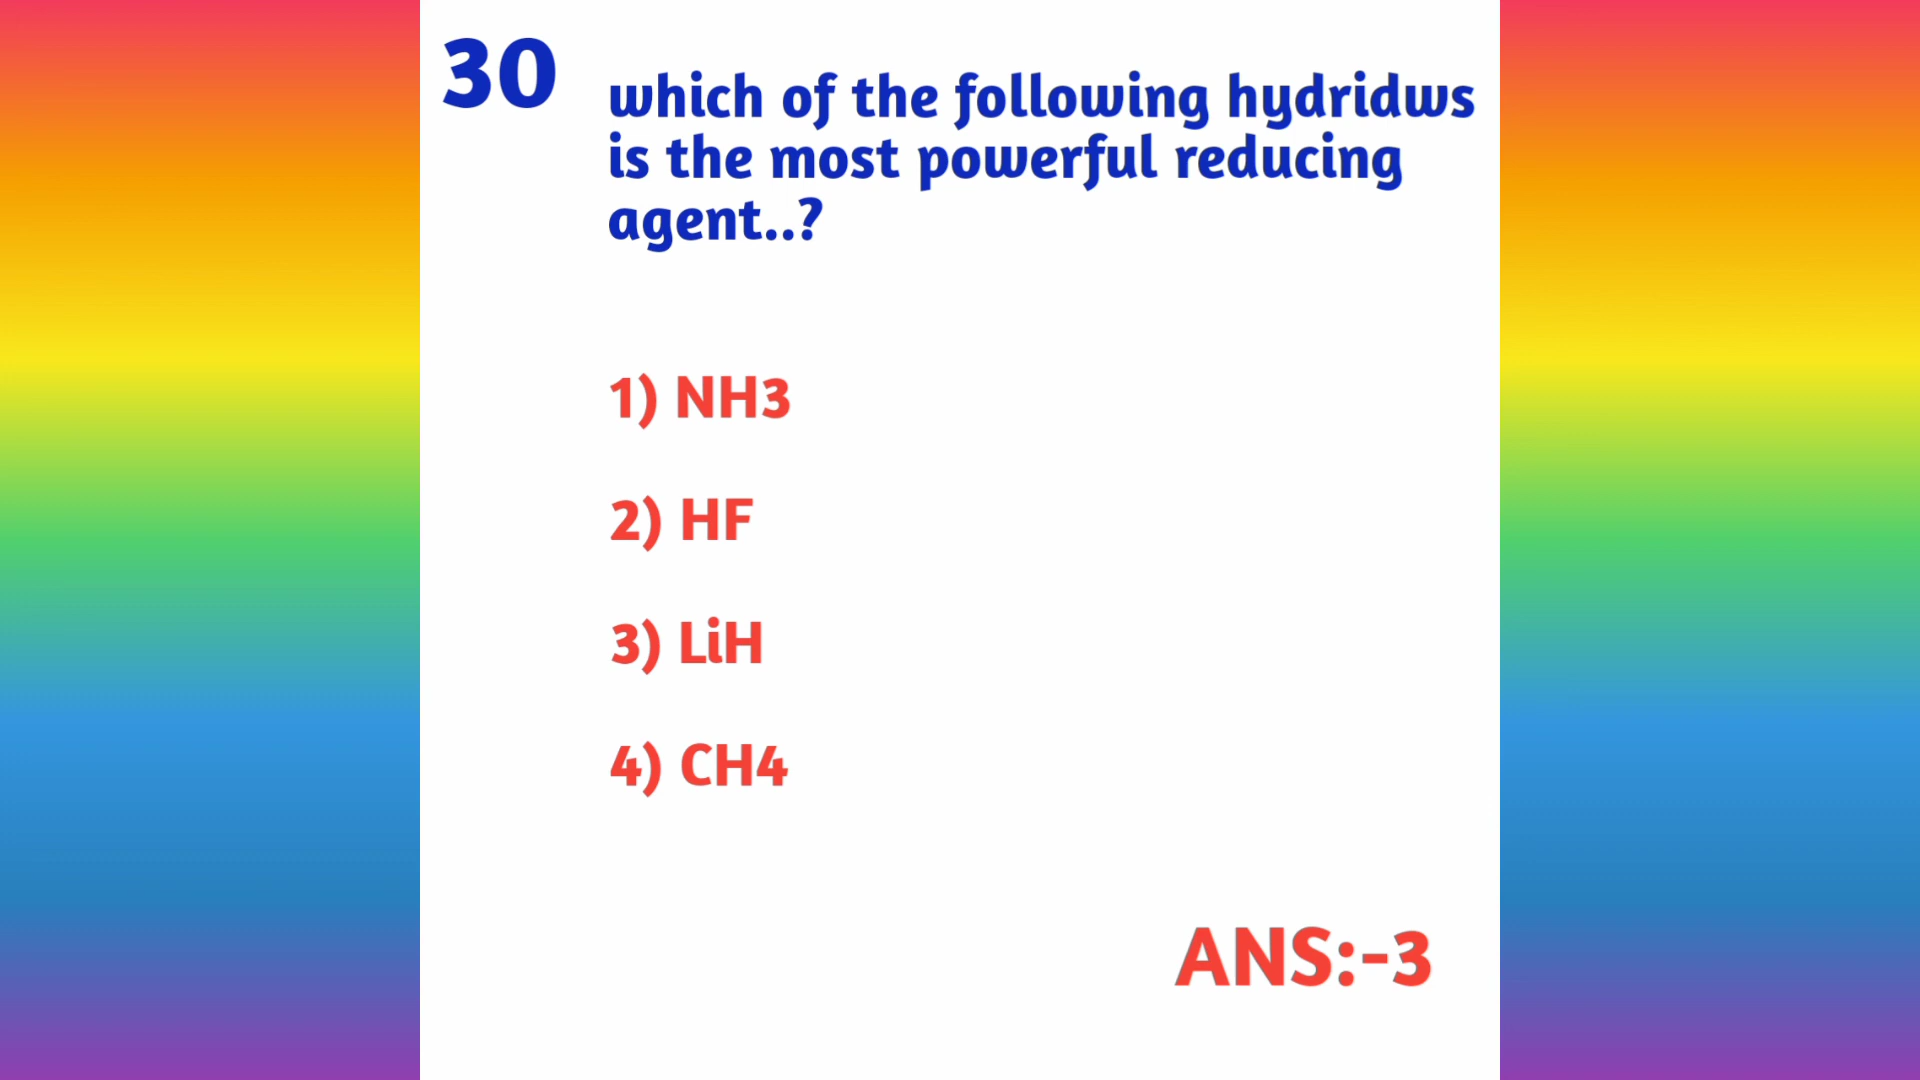 30
which of the following hydridws
is the most powerful reducing
agent..?
1) NH3
2) HF
3) LiH
4) CH4
ANS:-3